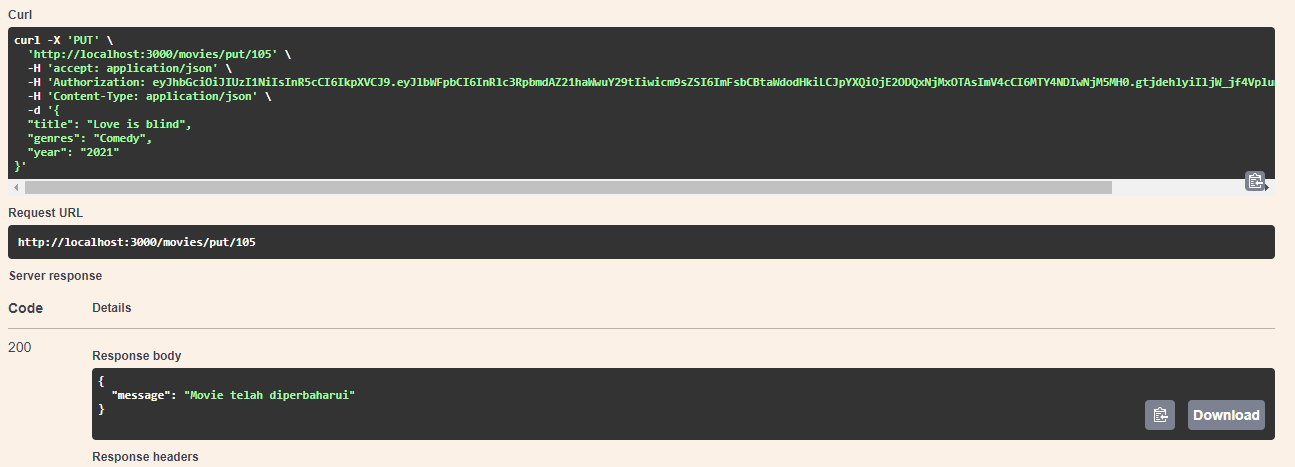 Curl
curl -X 'PUT' \
'http://localhost:3000/movies/put/105' \
-H 'accept: application/json' \
-H 'Authorization: eyJhbGciOiJIUzI1NiIsInR5cCI6IkpXVCJ9.eyJlbWFpbCI6InRlc3RpbmdAZ21haWwuY29tIiwicm9sZSI6ImFsbCBtaWdodHkiLCJpYXQiOjE2ODQxNjMxOTAsImV4cCI6MTY4NDIwNjM5MH0.gtjdehlyiIljW_jf4Vplu
-H 'Content-Type: application/json' \
-d '{
"title": "Love is blind",
"genres": "Comedy",
"year": "2021"
}'
Request URL
http://localhost:3000/movies/put/105
Server response
Code Details
200
Response body
{
"message": "Movie telah diperbaharui"
}
Download
Response headers